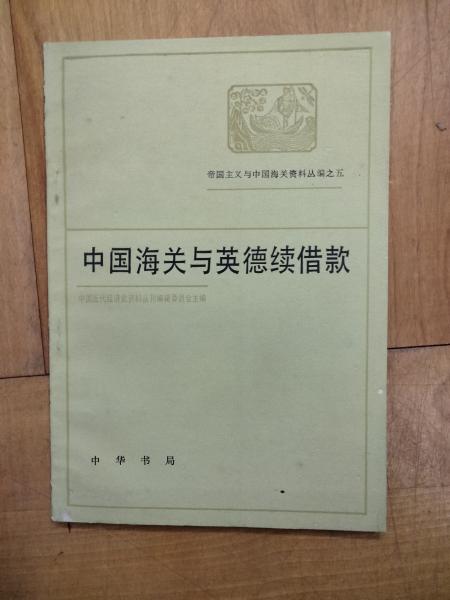 帝国主义与中国海关资料丛编之五
中国海关与英德续借款
中国近代经济史资料丛刊编辑委员会主编
中华书局